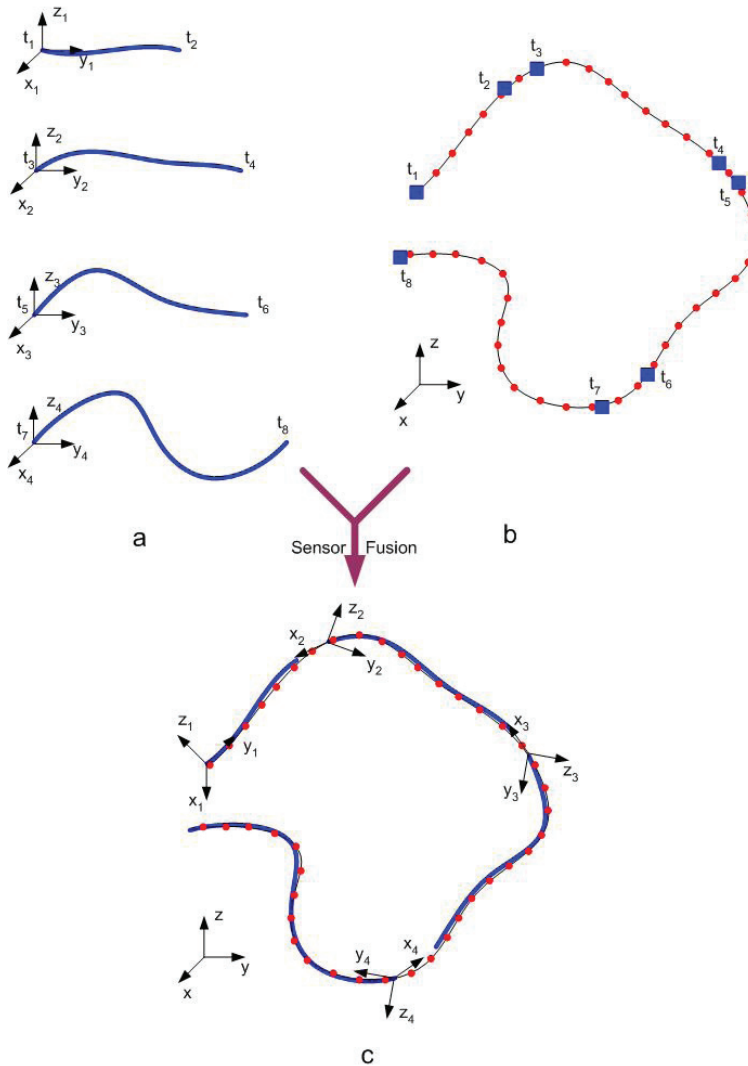 z1
t1
t2
y1
x1
z2
t3
t4
y2
x2
z3
t5
t6
y3
x3
z4
t7
t8
y4
x4
a
t3
t2
t4
t1
t5
t8
z
t6
t7
y
x
b
Sensor Fusion
z2
x2
y2
z1
y1
x3
z3
x1
y3
z
y4
x4
y
x
z4
c